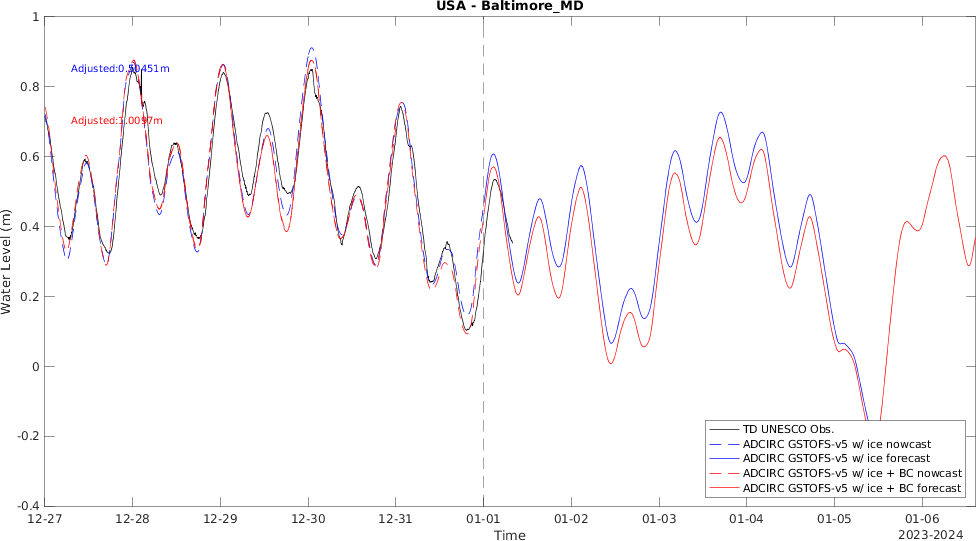 USA - Baltimore_MD
1
0.8
0.6
0.4
0.2
0
-0.2
-0.4
Water Level (m)
Adjusted:0.50451m
Adjusted:1.0097m
TD UNESCO Obs.
ADCIRC GSTOFS-v5 w/ ice nowcast
ADCIRC GSTOFS-v5 w/ ice forecast
ADCIRC GSTOFS-v5 w/ ice + BC nowcast
ADCIRC GSTOFS-v5 w/ ice + BC forecast
12-27 12-28 12-29 12-30 12-31 01-01 01-02 01-03 01-04 01-05 01-06
Time
2023-2024